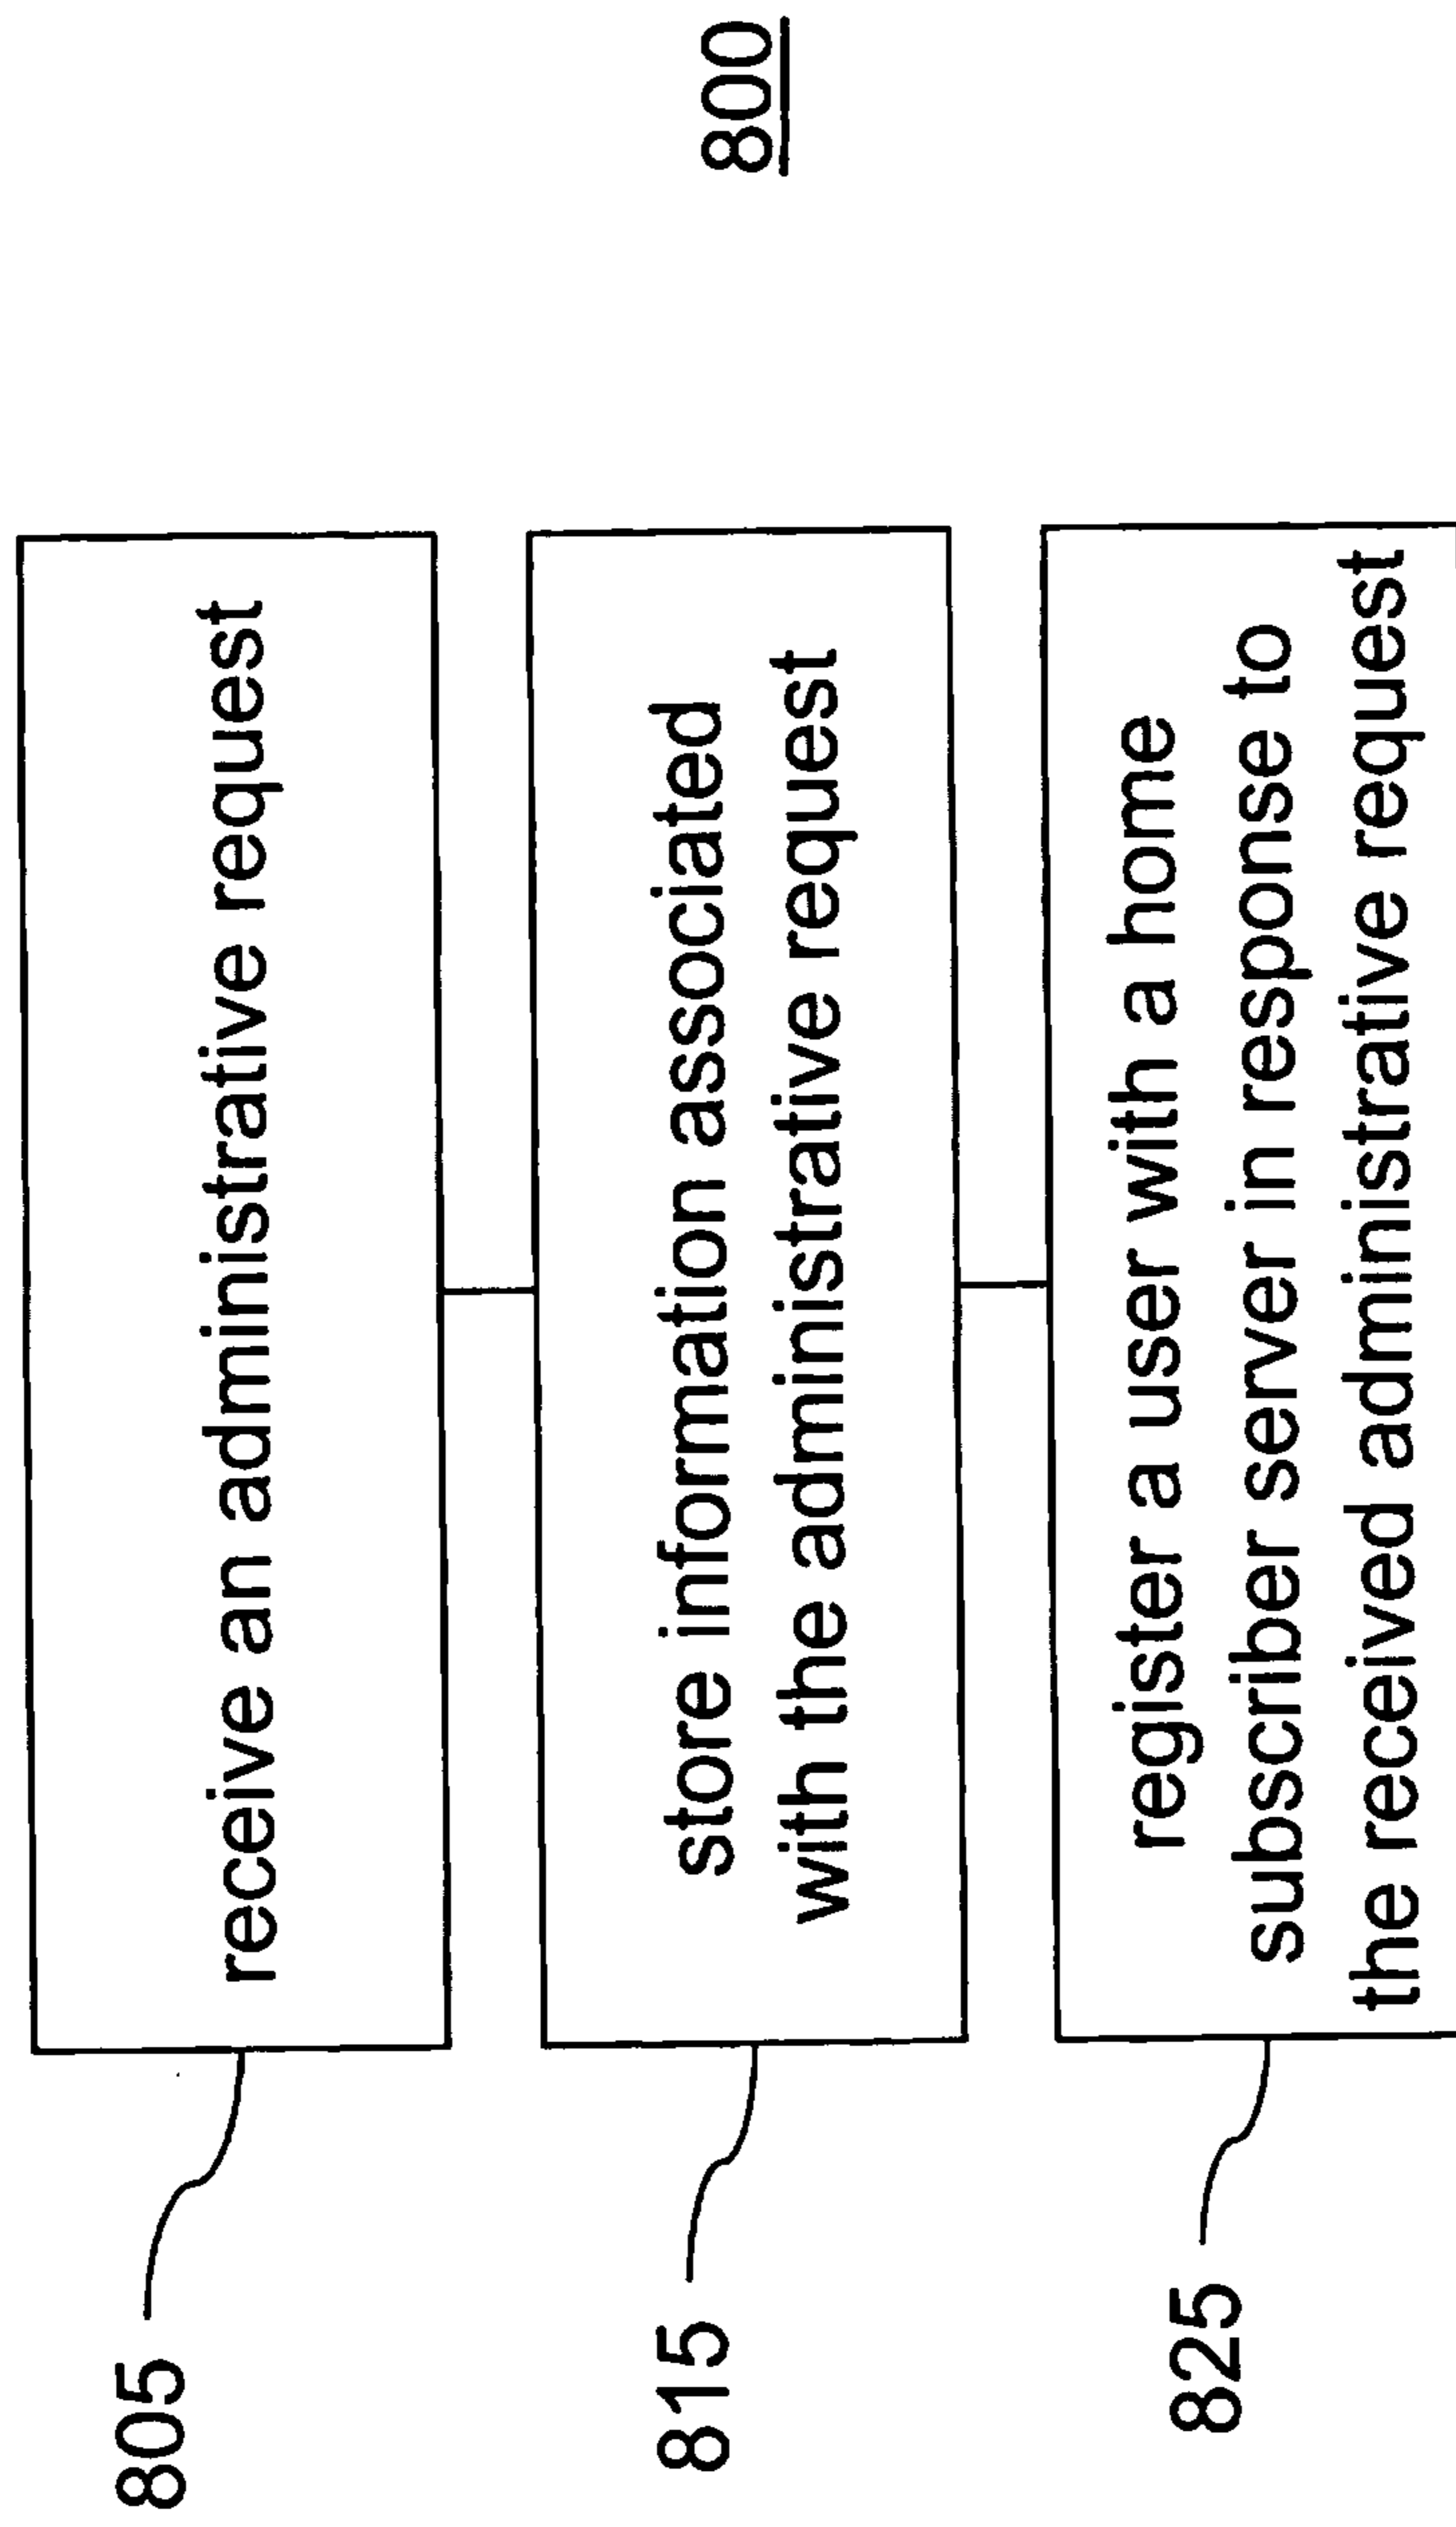 800
805
receive an administrative request
815
store information associated
with the administrative request
825
register a user with a home
subscriber server in response to
the received administrative request